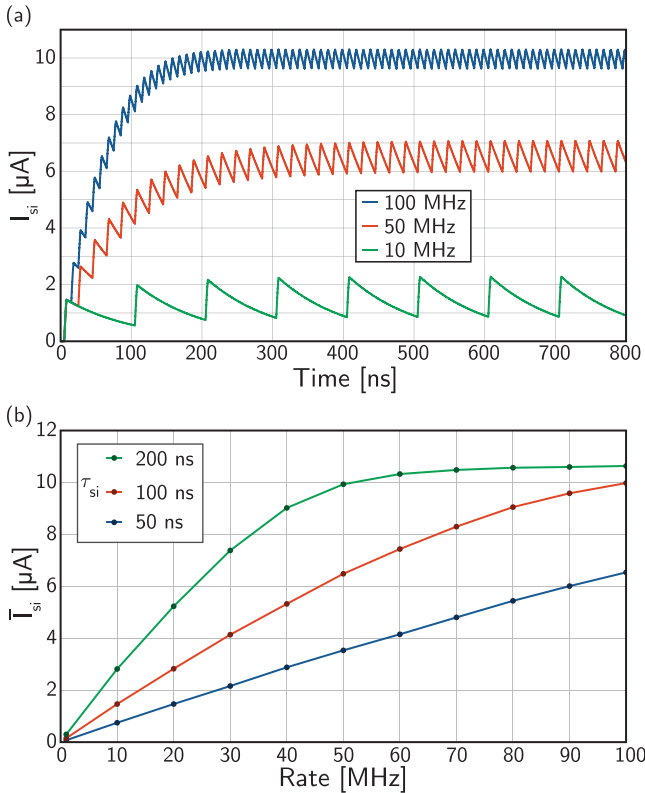 (a)
10
8
6
4
2
0
I_si [μA]
100 MHz
50 MHz
10 MHz
0 100 200 300 400 500 600 700 800
Time [ns]
(b)
12
10
8
6
4
2
0
Ī_si [μA]
τ_si
200 ns
100 ns
50 ns
0 10 20 30 40 50 60 70 80 90 100
Rate [MHz]